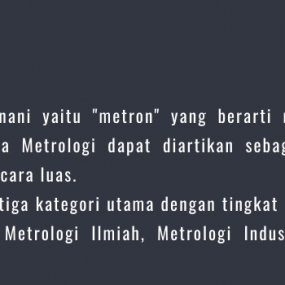 nani yaitu "metron" yang berarti
a Metrologi dapat diartikan sebag
cara luas.
tiga kategori utama dengan tingkat
Metrologi Ilmiah, Metrologi Indus